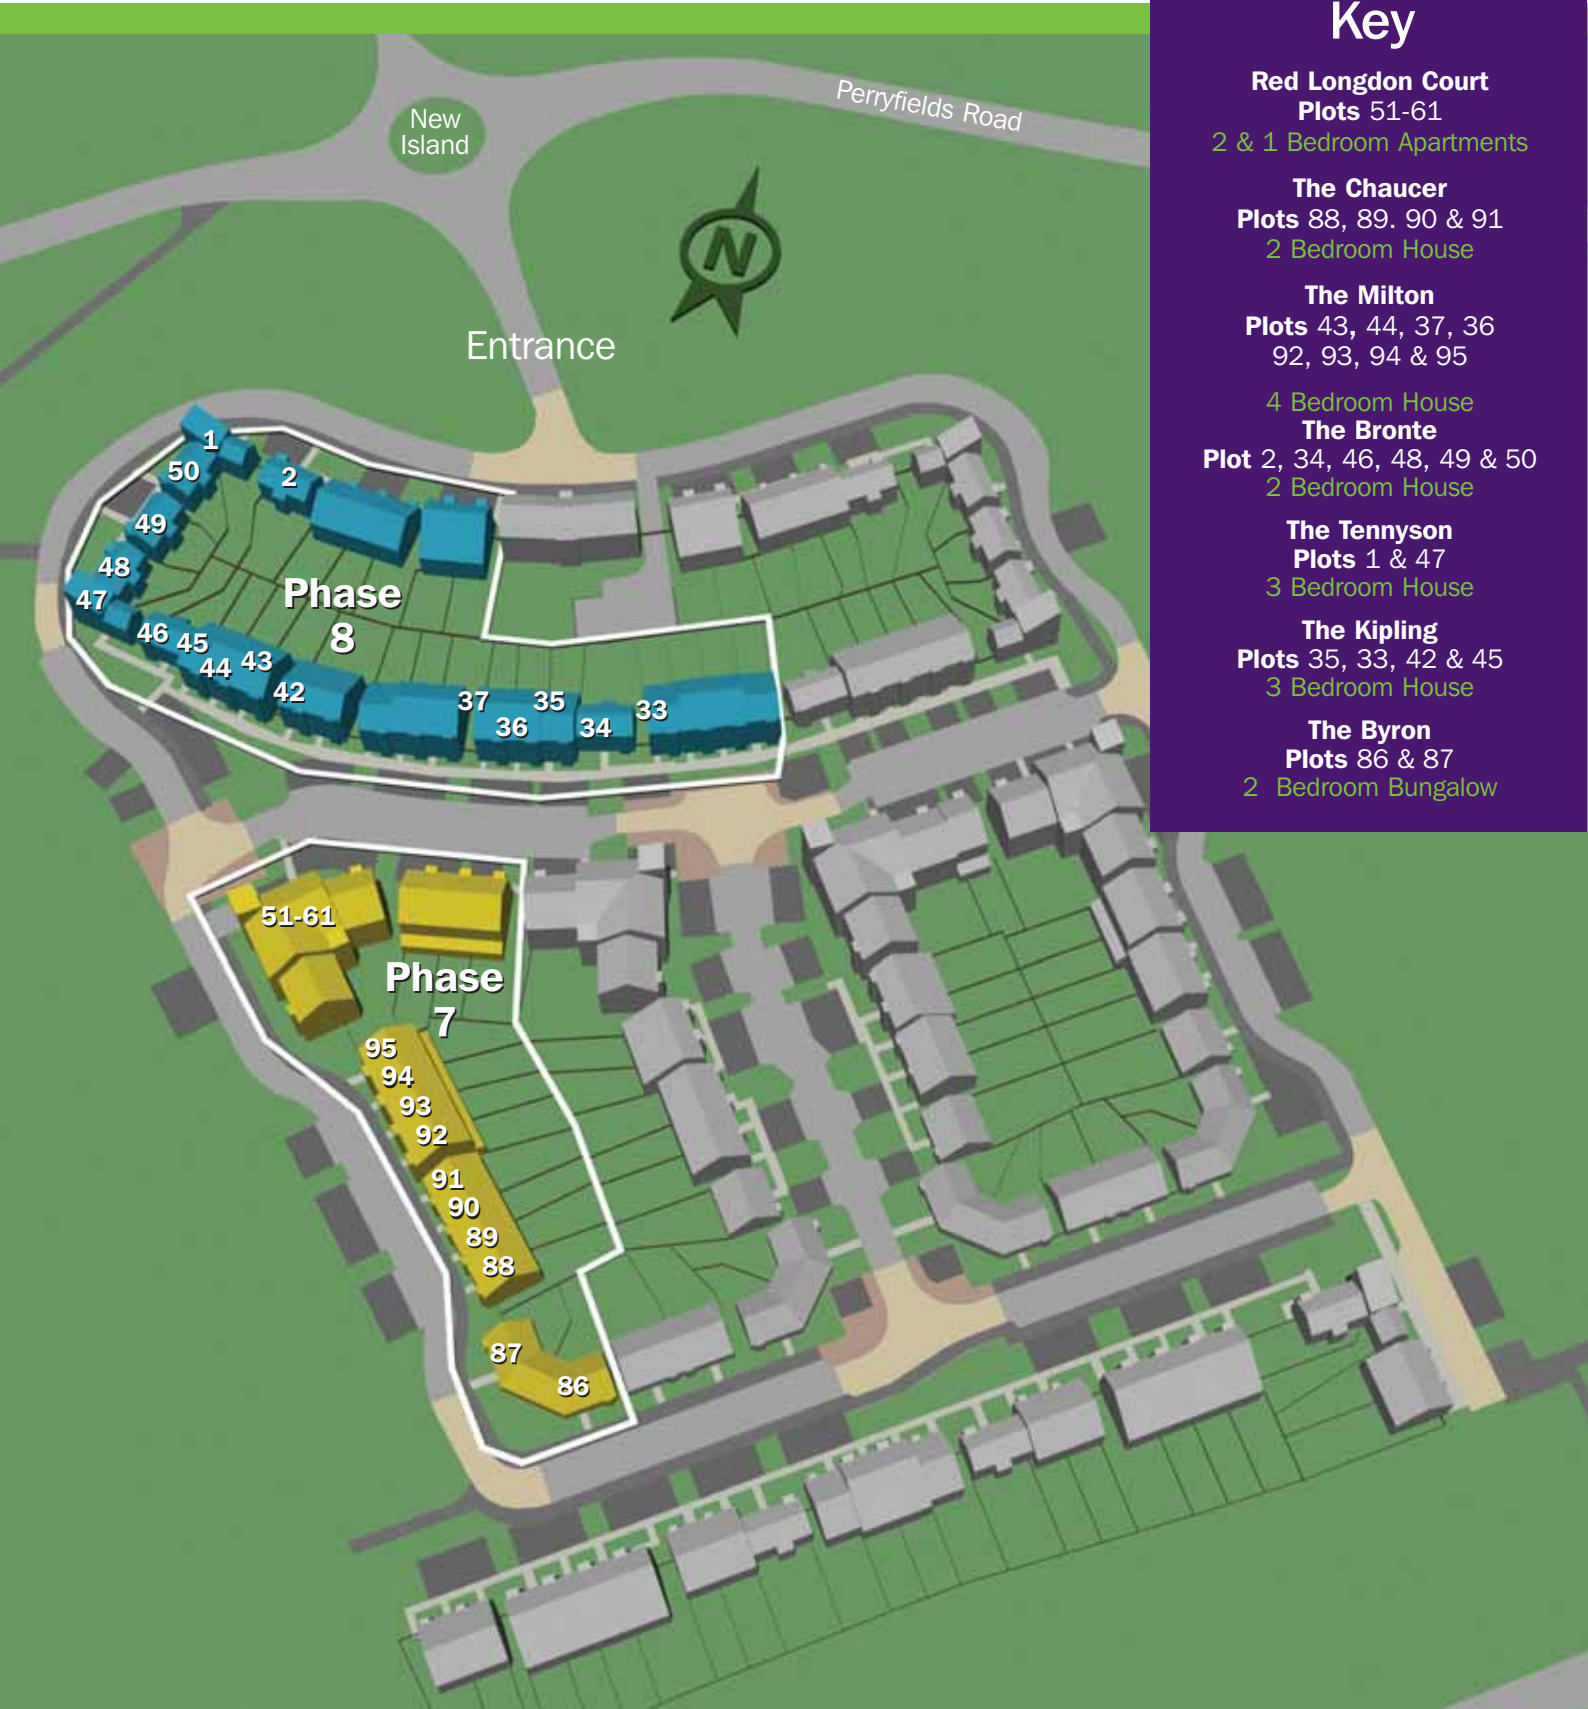 Key
Red Longdon Court
Plots 51-61
2 & 1 Bedroom Apartments
The Chaucer
Plots 88, 89. 90 & 91
2 Bedroom House
The Milton
Plots 43, 44, 37, 36
92, 93, 94 & 95
4 Bedroom House
The Bronte
Plot 2, 34, 46, 48, 49 & 50
2 Bedroom House
The Tennyson
Plots 1 & 47
3 Bedroom House
The Kipling
Plots 35, 33, 42 & 45
3 Bedroom House
The Byron
Plots 86 & 87
2 Bedroom Bungalow
Perryfields Road
New
Island
N
Entrance
1
50
2
49
48
47
46
45
44
43
42
Phase
8
37
36
35
34
33
51-61
Phase
7
95
94
93
92
91
90
89
88
87
86